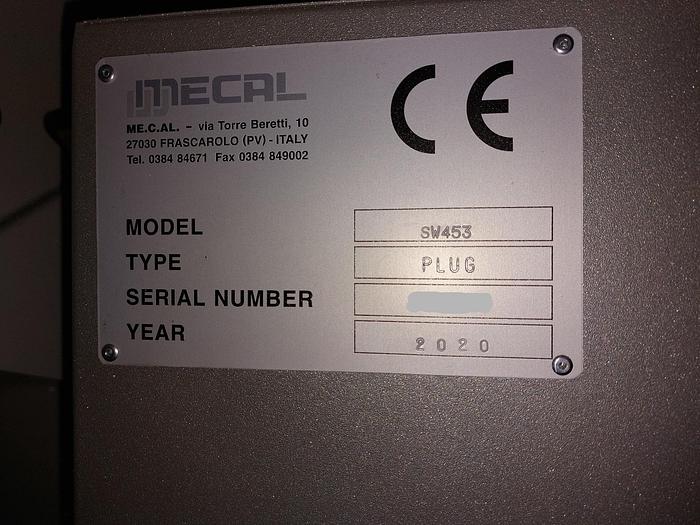 MECAL
CE
ME.C.AL. - via Torre Beretti, 10
27030 FRASCAROLO (PV) - ITALY
Tel. 0384 84671 Fax 0384 849002
MODEL SW453
TYPE PLUG
SERIAL NUMBER
YEAR 2020